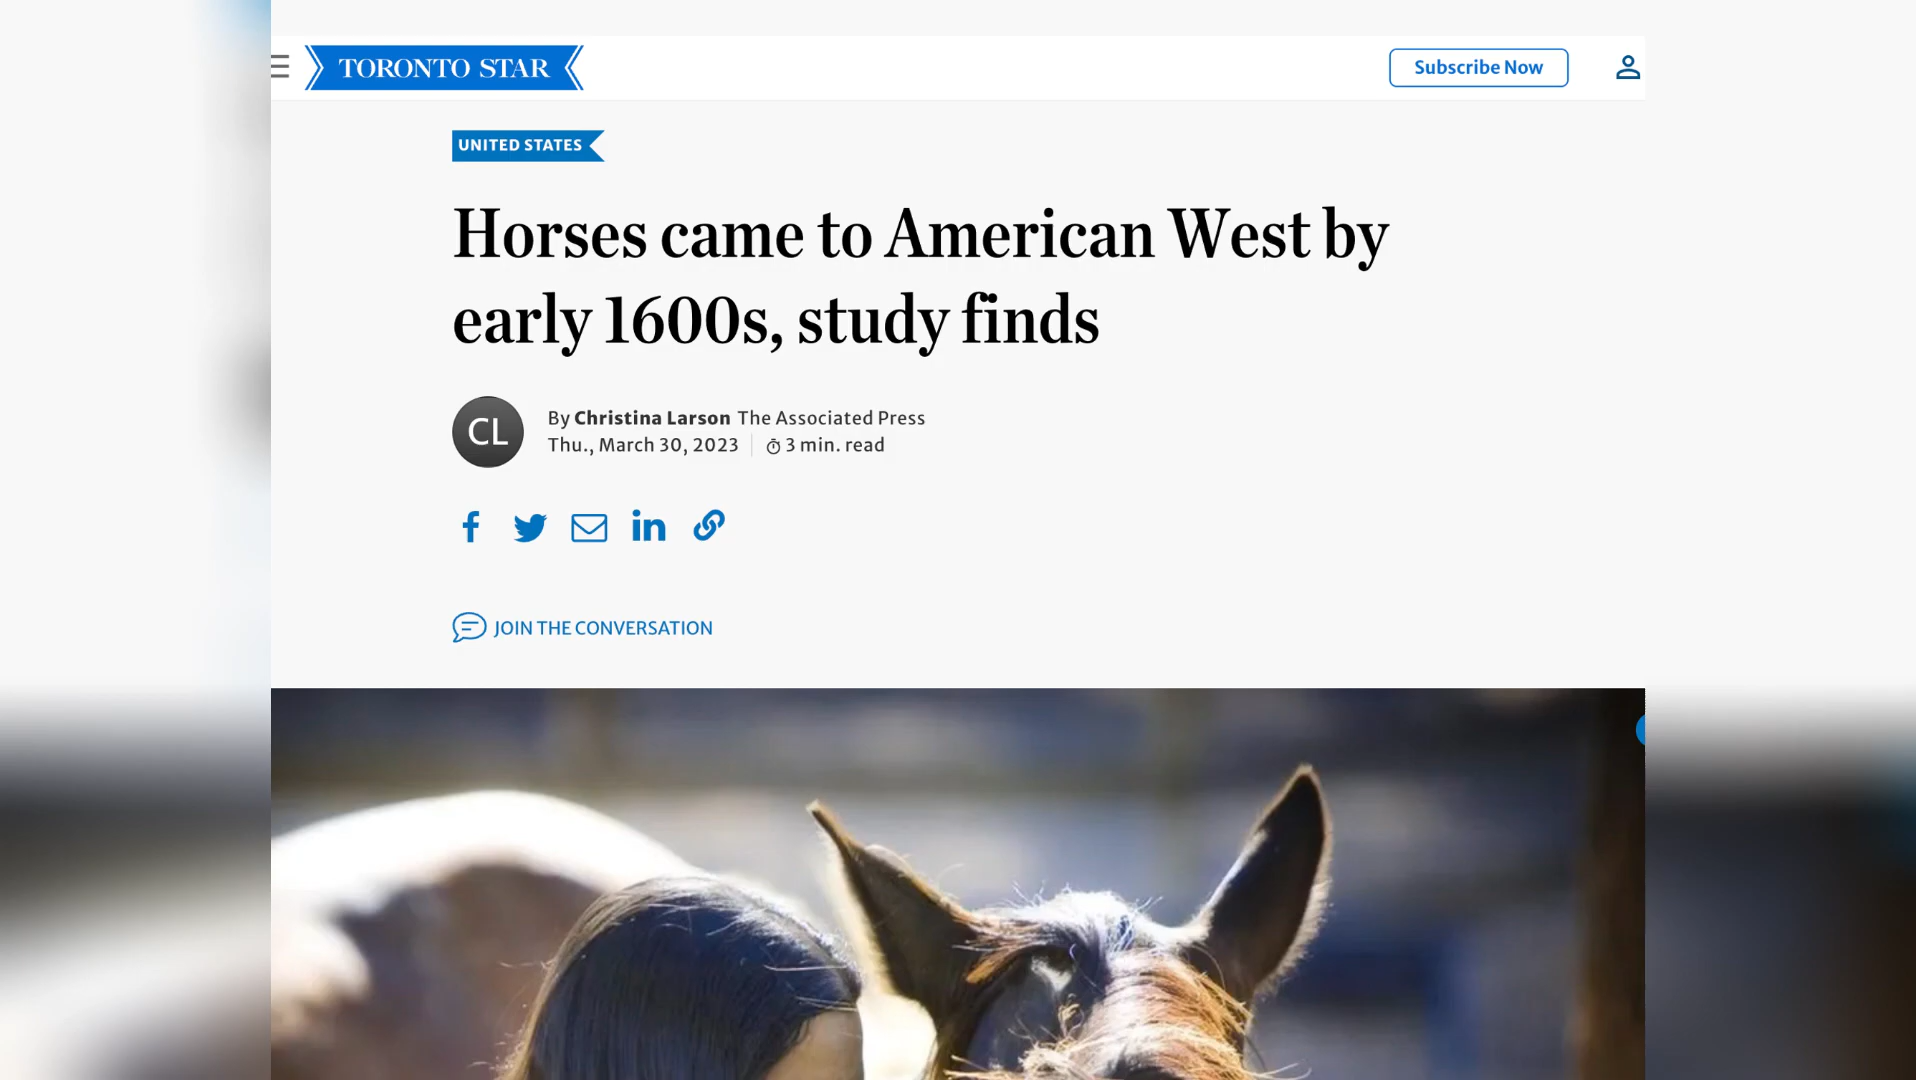 TORONTO STAR
Subscribe Now
UNITED STATES
Horses came to American West by
early 1600s, study finds
CL
By Christina Larson The Associated Press
Thu., March 30, 2023 3 min. read
JOIN THE CONVERSATION